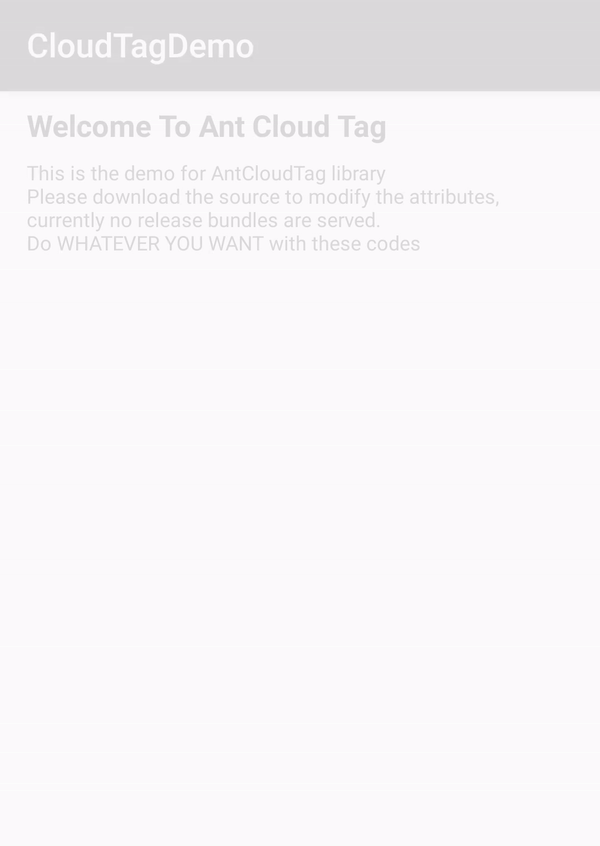 CloudTagDemo
Welcome To Ant Cloud Tag
This is the demo for AntCloudTag library
Please download the source to modify the attributes,
currently no release bundles are served.
Do WHATEVER YOU WANT with these codes